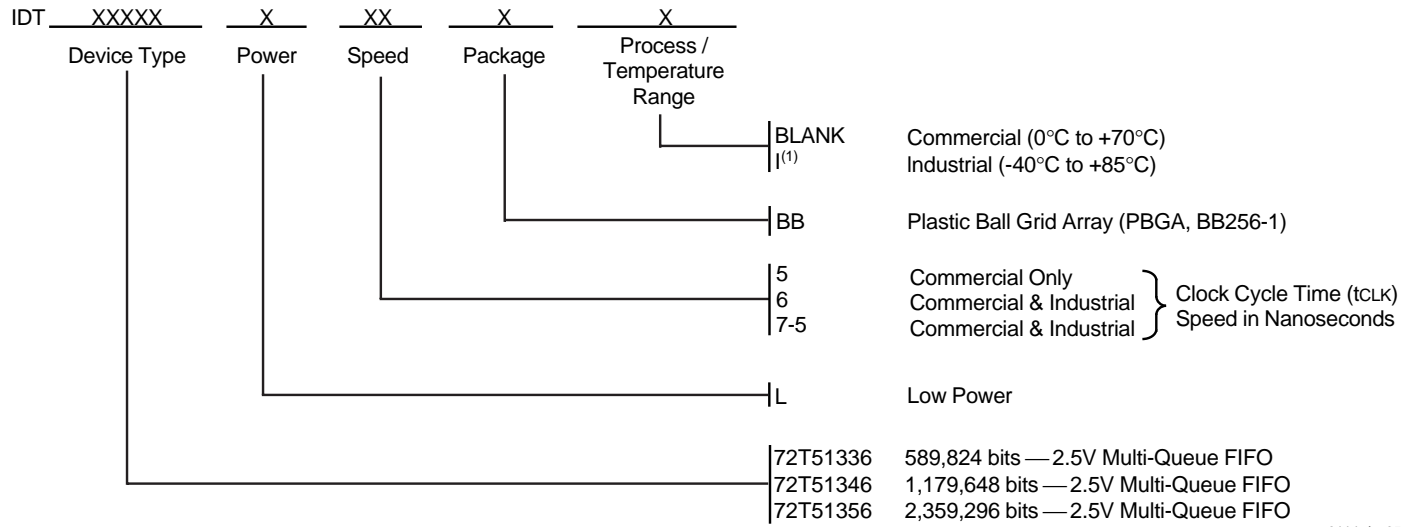 IDT XXXXX X XX X X
Device Type Power Speed Package Process / Temperature Range
BLANK Commercial (0°C to +70°C)
I(1) Industrial (-40°C to +85°C)
BB Plastic Ball Grid Array (PBGA, BB256-1)
5 Commercial Only
6 Commercial & Industrial
7-5 Commercial & Industrial
Clock Cycle Time (tCLK)
Speed in Nanoseconds
L Low Power
72T51336 589,824 bits — 2.5V Multi-Queue FIFO
72T51346 1,179,648 bits — 2.5V Multi-Queue FIFO
72T51356 2,359,296 bits — 2.5V Multi-Queue FIFO